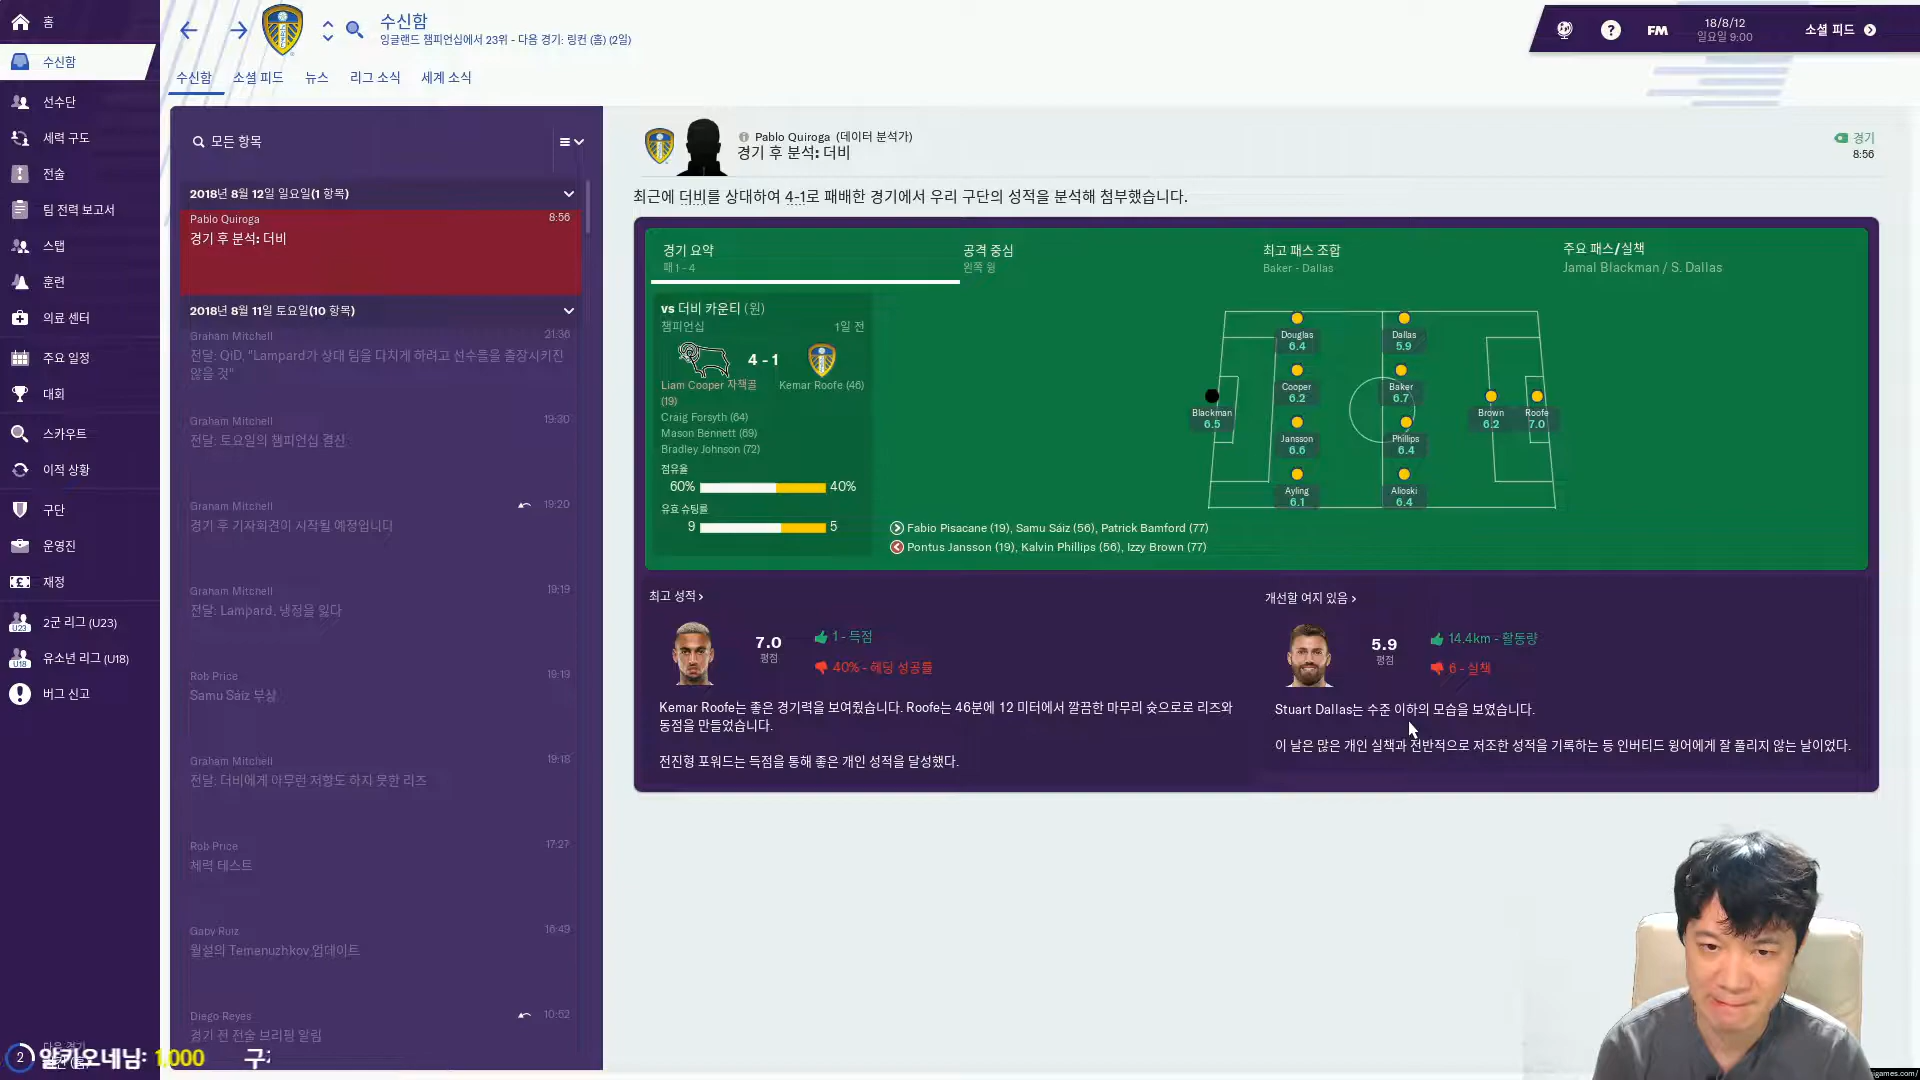 홈
수신함
선수단
세력 구도
전술
팀 전력 보고서
스탭
훈련
의료 센터
주요 일정
대회
스카우트
이적 상황
구단
운영진
재정
2군 리그 (U23)
유소년 리그 (U18)
버그 신고
수신함
잉글랜드 챔피언십에서 23위 - 다음 경기: 링컨 (홈) (2일)
수신함
소셜 피드
뉴스
리그 소식
세계 소식
FM
18/8/12
일요일 9:00
소셜 피드
모든 항목
2018년 8월 12일 일요일(1 항목)
Pablo Quiroga
8:56
경기 후 분석: 더비
2018년 8월 11일 토요일(10 항목)
Graham Mitchell
21:36
전달: QID, "Lampard가 상대 팀을 다치게 하려고 선수들을 출장시키진
않을 것"
Graham Mitchell
19:30
전달: 토요일의 챔피언십 결산
Graham Mitchell
19:20
경기 후 기자회견이 시작될 예정입니다
Graham Mitchell
19:19
전달: Lampard, 냉정을 잃다
Rob Price
19:19
Samu Sáiz 부상
Graham Mitchell
19:18
전달: 더비에게 아무런 저항도 하지 못한 리즈
Rob Price
17:27
체력 테스트
Gaby Ruiz
16:49
월설의 Temenuzhkov 업데이트
Diego Reyes
10:52
경기 전 전술 브리핑 알림
Pablo Quiroga (데이터 분석가)
경기 후 분석: 더비
경기
8:56
최근에 더비를 상대하여 4-1로 패배한 경기에서 우리 구단의 성적을 분석해 첨부했습니다.
경기 요약
패 1 - 4
공격 중심
왼쪽 윙
최고 패스 조합
Baker - Dallas
주요 패스/실책
Jamal Blackman / S. Dallas
vs 더비 카운티 (원)
챔피언십
1일 전
4 - 1
Liam Cooper 자책골
(19)
Kemar Roofe (46)
Craig Forsyth (64)
Mason Bennett (69)
Bradley Johnson (72)
점유율
60%
40%
유효 슈팅률
9
5
Douglas
6.4
Dallas
5.9
Cooper
6.2
Baker
6.7
Blackman
6.5
Brown
6.2
Roofe
7.0
Jansson
6.6
Phillips
6.4
Ayling
6.1
Alioski
6.4
Fabio Pisacane (19), Samu Sáiz (56), Patrick Bamford (77)
Pontus Jansson (19), Kalvin Phillips (56), Izzy Brown (77)
최고 성적
7.0
평점
1 - 득점
40% - 헤딩 성공률
Kemar Roofe는 좋은 경기력을 보여줬습니다. Roofe는 46분에 12 미터에서 깔끔한 마무리 슛으로로 리즈와
동점을 만들었습니다.
전진형 포워드는 득점을 통해 좋은 개인 성적을 달성했다.
개선할 여지 있음
5.9
평점
14.4km - 활동량
6 - 실책
Stuart Dallas는 수준 이하의 모습을 보였습니다.
이 날은 많은 개인 실책과 전반적으로 저조한 성적을 기록하는 등 인버티드 윙어에게 잘 풀리지 않는 날이었다.
2
알카오네님: 1,000